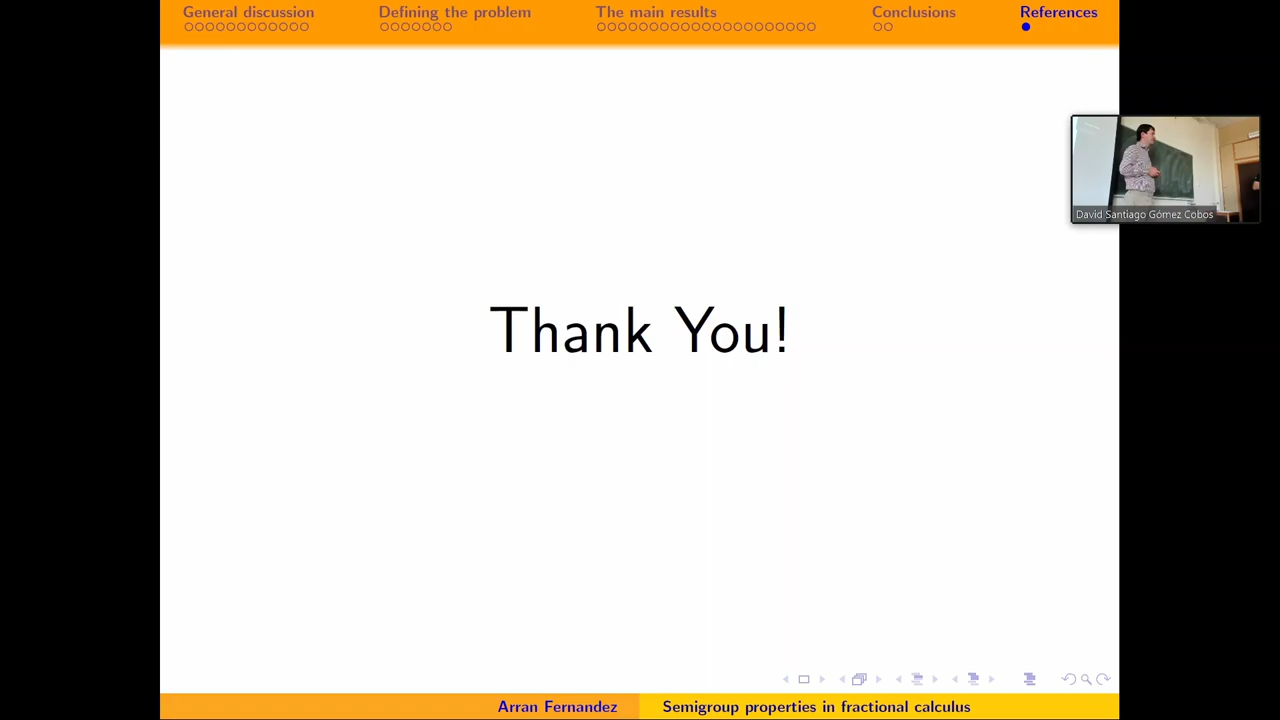 General discussion
Defining the problem
The main results
Conclusions
References
David Santiago Gómez Cobos
Thank You!
Arran Fernandez
Semigroup properties in fractional calculus